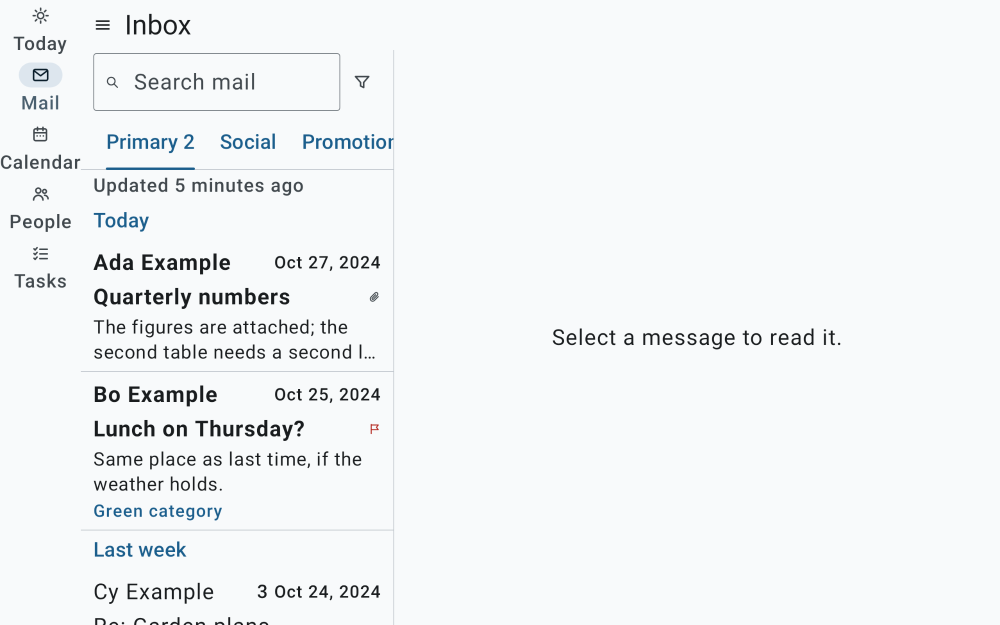 Today
Mail
Calendar
People
Tasks
Inbox
Search mail
Primary 2 Social Promotion
Updated 5 minutes ago
Today
Ada Example Oct 27, 2024
Quarterly numbers
The figures are attached; the
second table needs a second l…
Bo Example Oct 25, 2024
Lunch on Thursday?
Same place as last time, if the
weather holds.
Green category
Last week
Cy Example 3 Oct 24, 2024
Re: Garden plans
Select a message to read it.